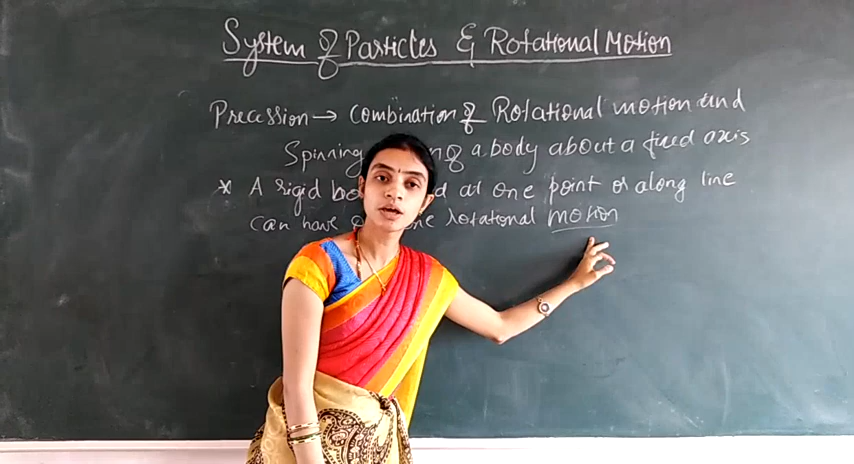 System of Particles & Rotational Motion
Precession → Combination of Rotational motion and
Spinning of a body about a fixed axis
* A rigid at one point or along line
can have rotational motion